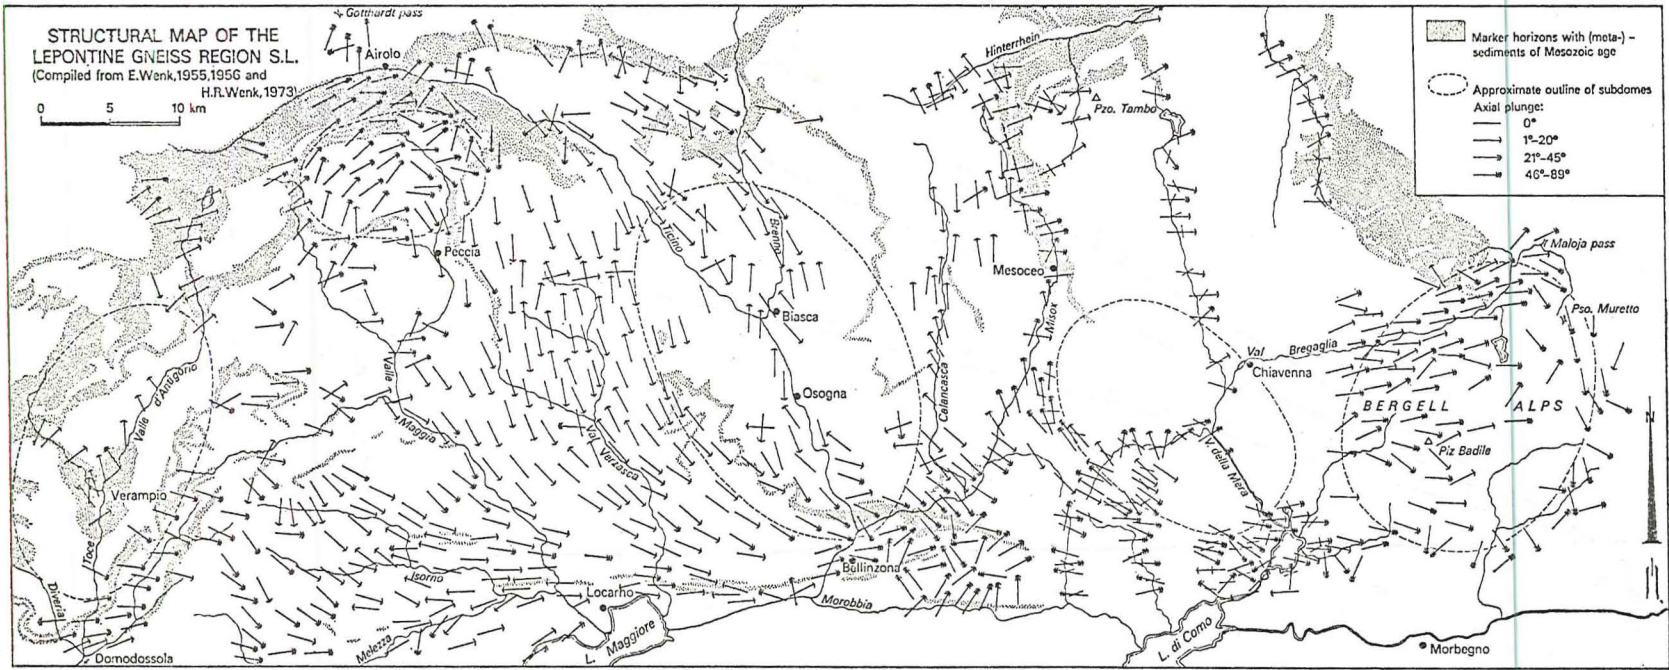 STRUCTURAL MAP OF THE
LEPONTINE GNEISS REGION S.L.
(Compiled from E.Wenk,1955,1956 and
H.R.Wenk,1973)
0 5 10 km
Marker horizons with (meta-) –
sediments of Mesozoic age
Approximate outline of subdomes
Axial plunge:
0°
1°–20°
21°–45°
46°–89°
Gotthardt pass
Airolo
Hinterrhein
Pzo. Tambo
Peccia
Ticino
Brenno
Biasca
Mesoceo
Misox
Maloja pass
Pso. Muretto
Val Bregaglia
Chiavenna
Valle d'Antigorio
Valle Maggia
Osogna
Calancasca
BERGELL ALPS
Piz Badile
N
Val Verzasca
V. della Mera
Verampio
Toce
Diveria
Isorno
Bellinzona
Locarho
Morobbia
Melezza
L. Maggiore
L. di Como
Domodossola
Morbegno